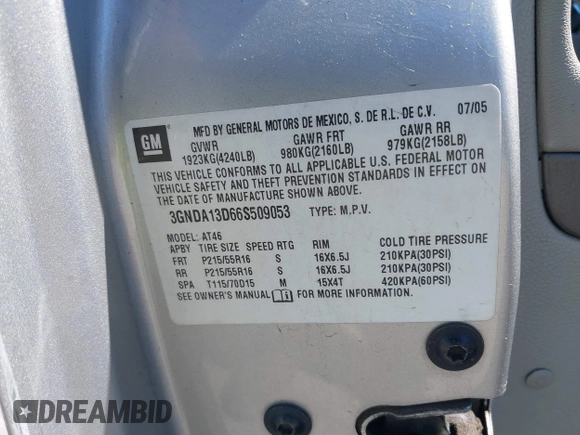 GM
MFD BY GENERAL MOTORS DE MEXICO, S. DE R.L. DE C.V. 07/05
GVWR GAWR FRT GAWR RR
1923KG(4240LB) 980KG(2160LB) 979KG(2158LB)
THIS VEHICLE CONFORMS TO ALL APPLICABLE U.S. FEDERAL MOTOR
VEHICLE SAFETY AND THEFT PREVENTION STANDARDS IN EFFECT ON
THE DATE OF MANUFACTURE SHOWN ABOVE.
3GNDA13D66S509053 TYPE: M.P.V.
MODEL: AT46
APBY TIRE SIZE SPEED RTG RIM COLD TIRE PRESSURE
FRT P215/55R16 S 16X6.5J 210KPA(30PSI)
RR P215/55R16 S 16X6.5J 210KPA(30PSI)
SPA T115/70D15 M 15X4T 420KPA(60PSI)
SEE OWNER'S MANUAL FOR MORE INFORMATION.
DREAMBID